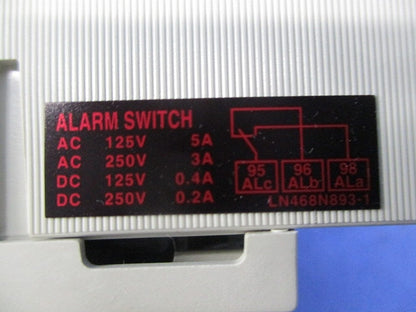 ALARM SWITCH
AC 125V 5A
AC 250V 3A
DC 125V 0.4A
DC 250V 0.2A
95 96 98
ALc ALb ALa
LN468N893-1